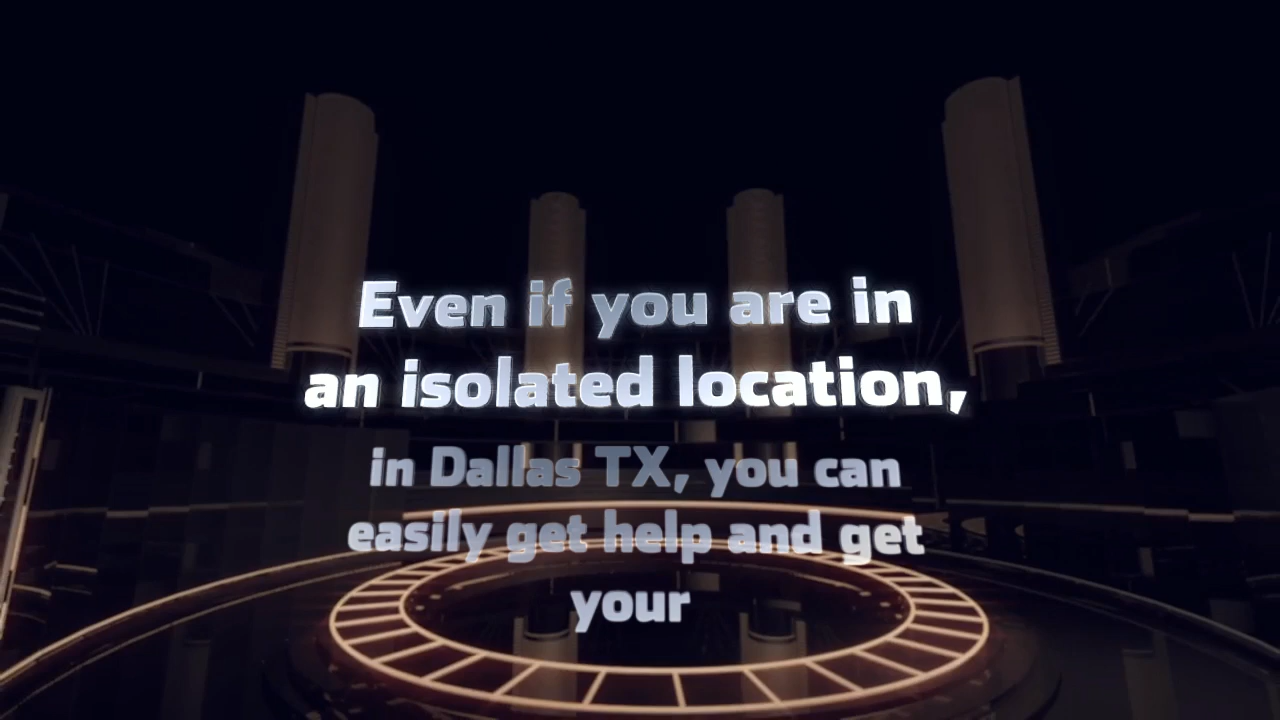 Even if you are in
an isolated location,
in Dallas TX, you can
easily get help and get
your